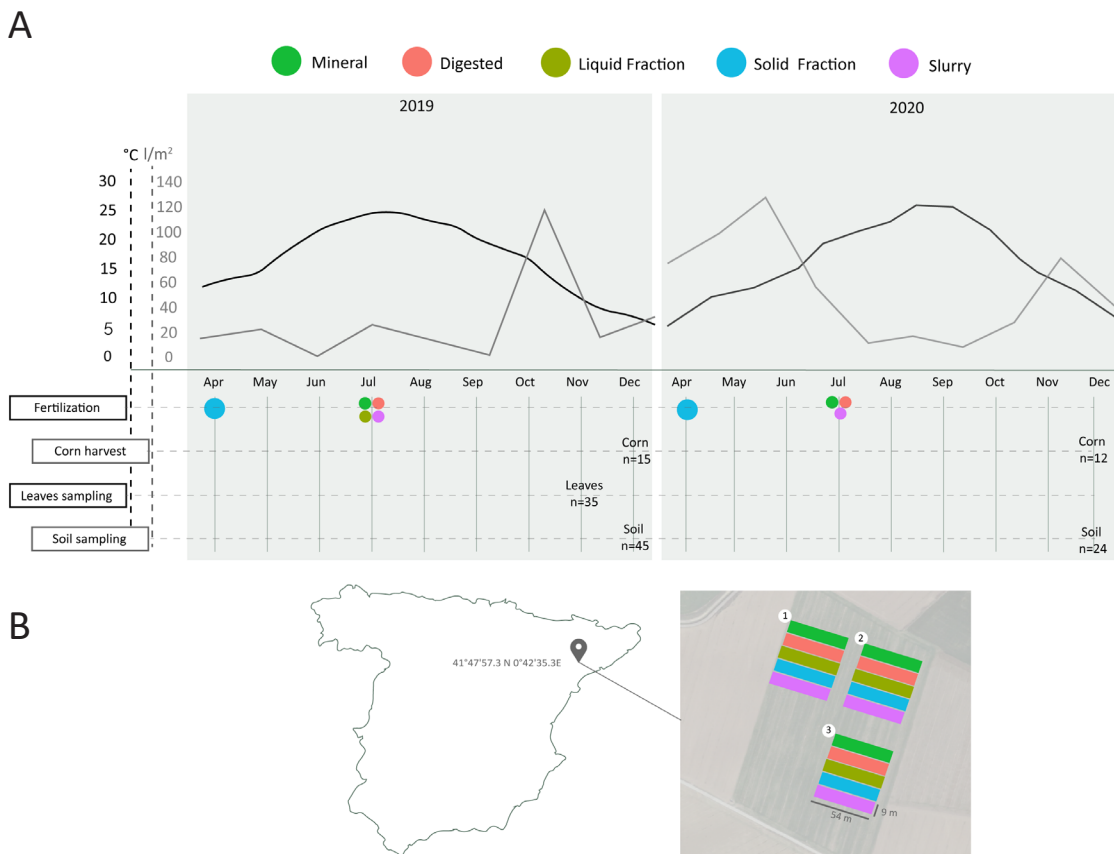 A
Mineral
Digested
Liquid Fraction
Solid Fraction
Slurry
2019
2020
°C
l/m²
30
25
20
15
10
5
0
140
120
100
80
60
40
20
0
Apr May Jun Jul Aug Sep Oct Nov Dec
Apr May Jun Jul Aug Sep Oct Nov Dec
Fertilization
Corn harvest
Corn
n=15
Corn
n=12
Leaves sampling
Leaves
n=35
Soil sampling
Soil
n=45
Soil
n=24
B
41°47'57.3 N 0°42'35.3E
1
2
3
9 m
54 m